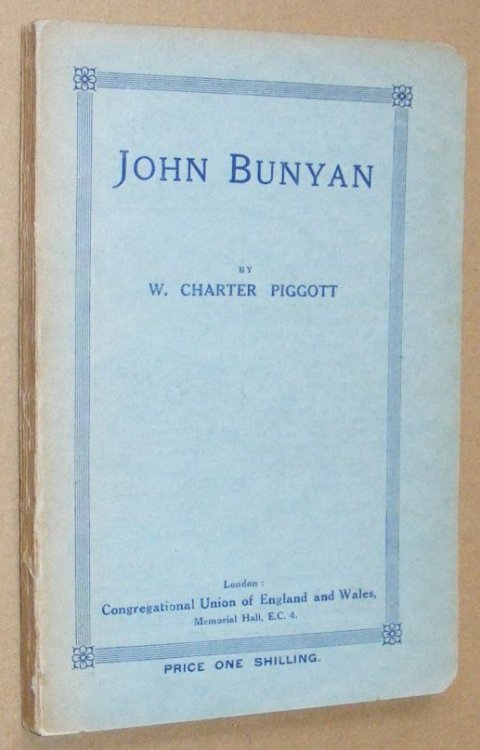 JOHN BUNYAN
BY
W. CHARTER PIGGOTT
London :
Congregational Union of England and Wales,
Memorial Hall, E.C. 4.
PRICE ONE SHILLING.